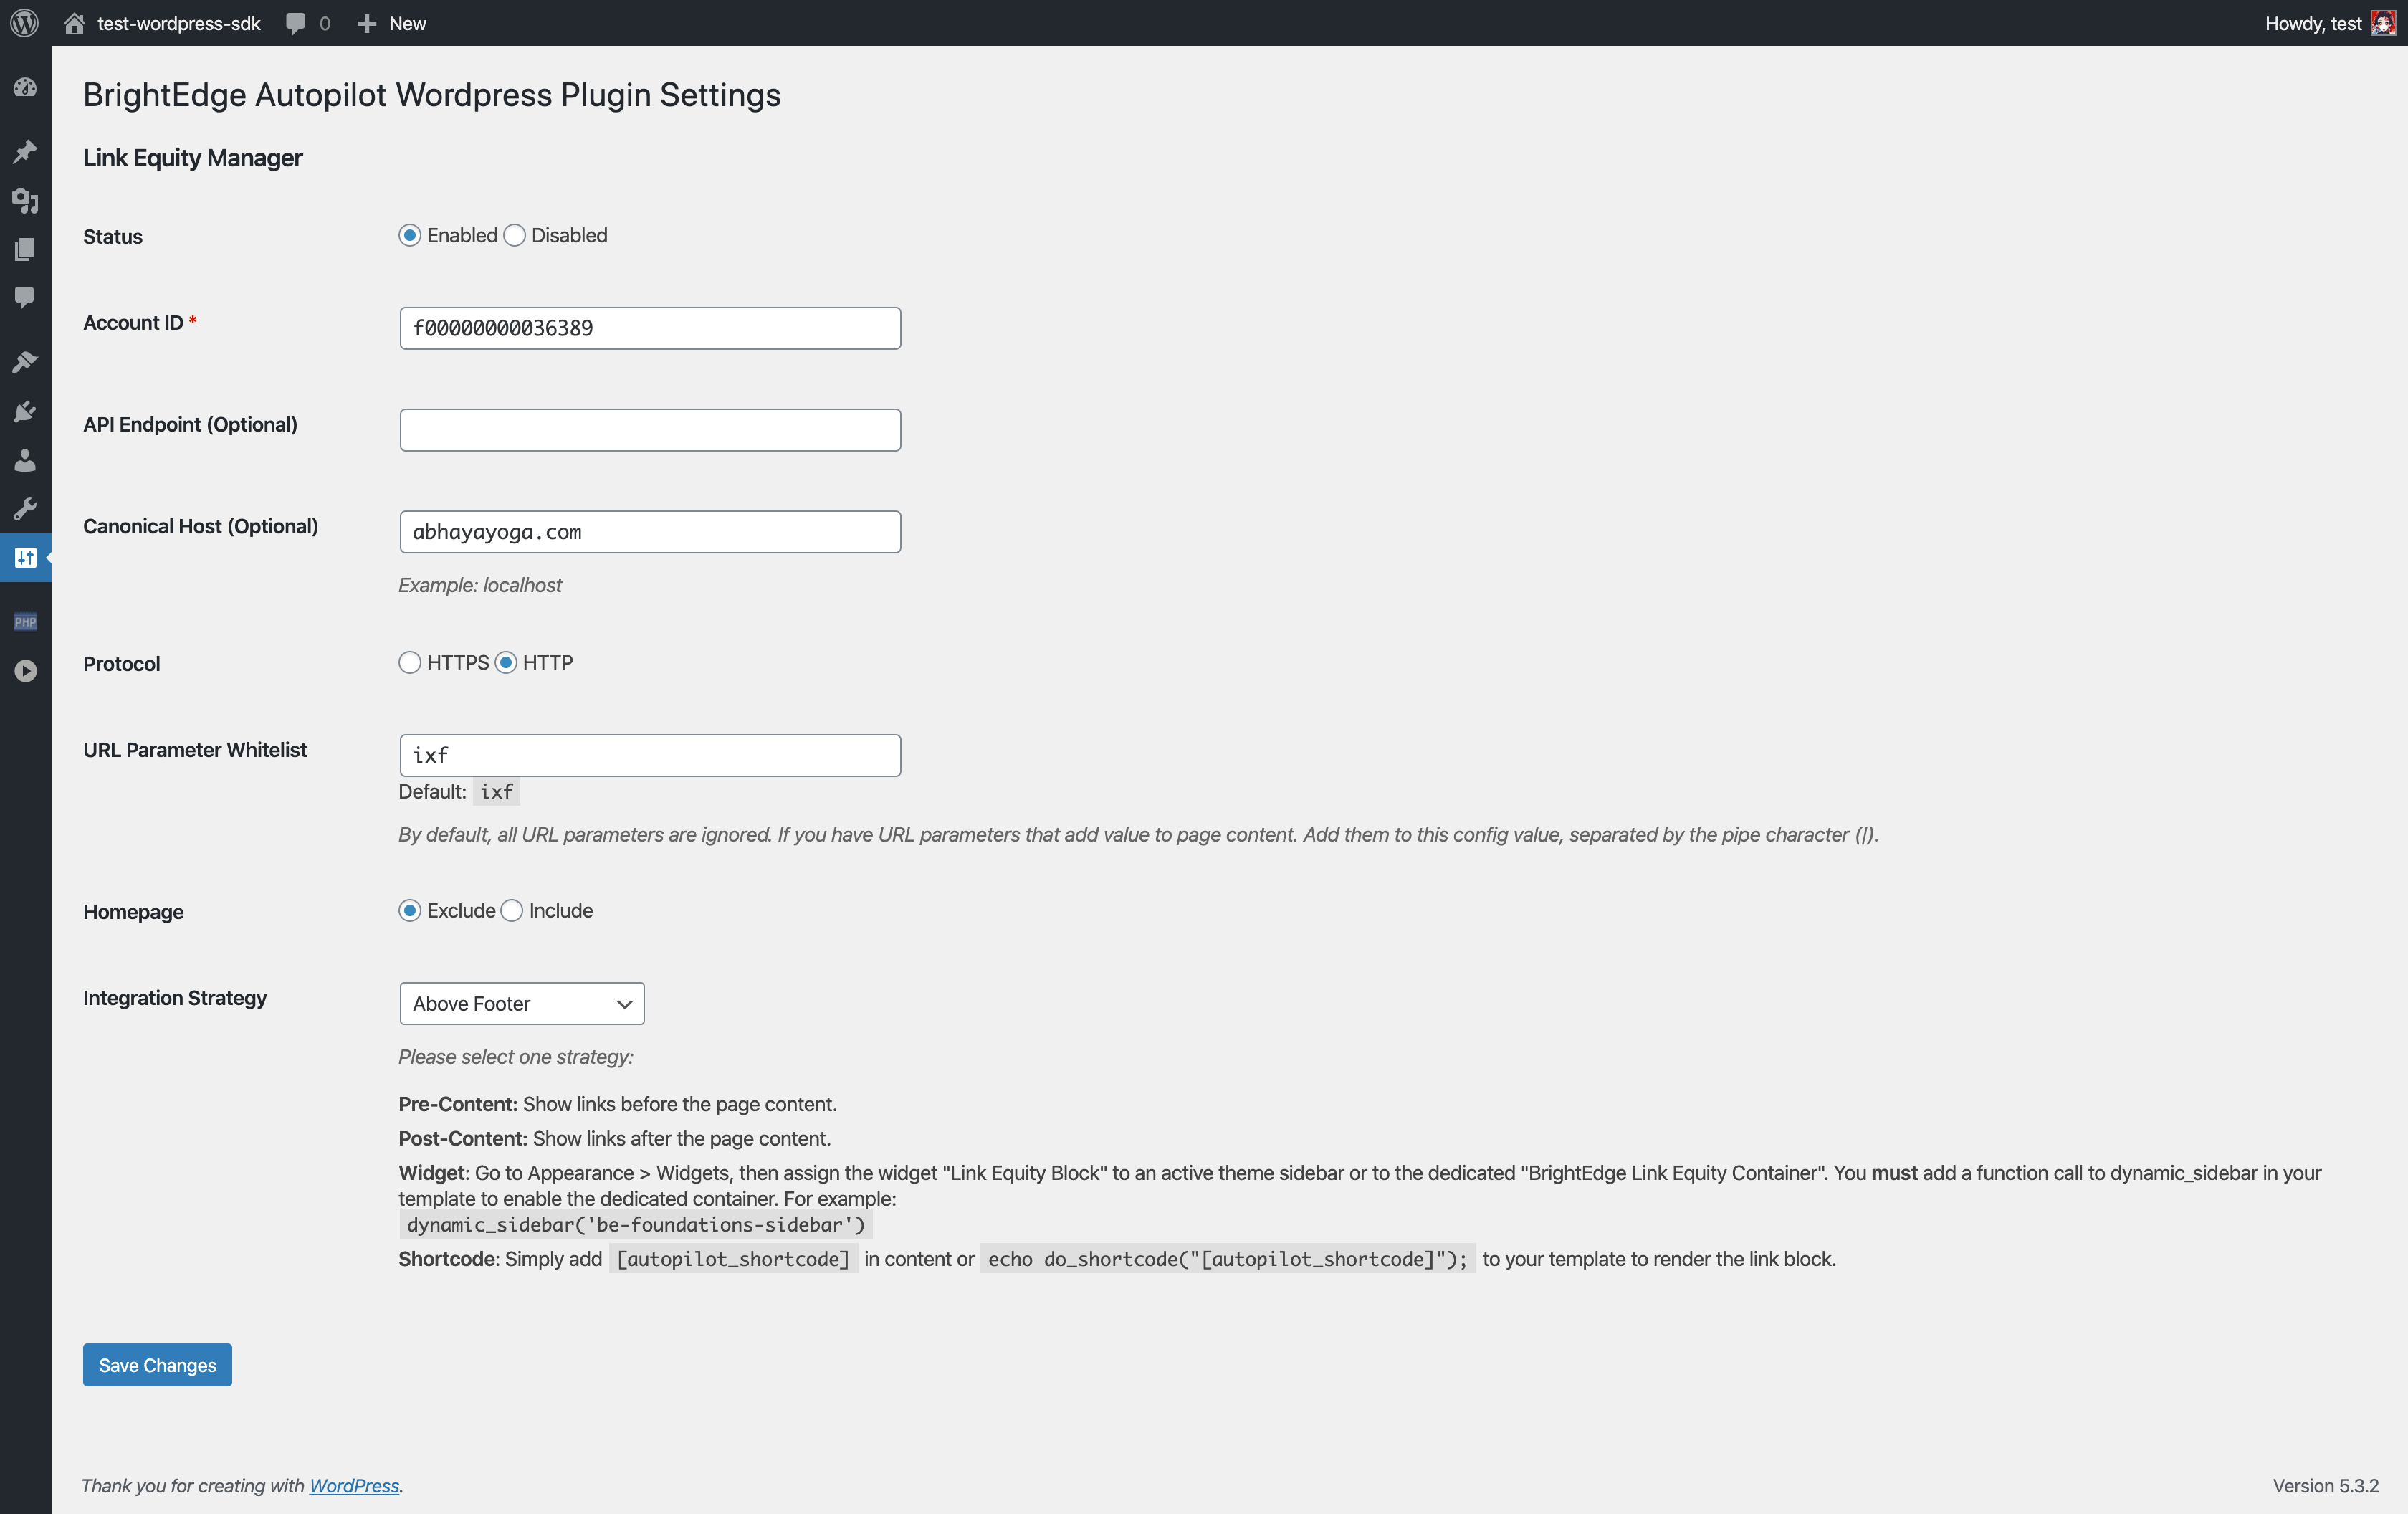 test-wordpress-sdk 0 New Howdy, test
BrightEdge Autopilot Wordpress Plugin Settings
Link Equity Manager
Status Enabled Disabled
Account ID * f00000000036389
API Endpoint (Optional)
Canonical Host (Optional) abhayayoga.com
Example: localhost
Protocol HTTPS HTTP
PHP
URL Parameter Whitelist ixf
Default: ixf
By default, all URL parameters are ignored. If you have URL parameters that add value to page content. Add them to this config value, separated by the pipe character (|).
Homepage Exclude Include
Integration Strategy Above Footer
Please select one strategy:
Pre-Content: Show links before the page content.
Post-Content: Show links after the page content.
Widget: Go to Appearance > Widgets, then assign the widget "Link Equity Block" to an active theme sidebar or to the dedicated "BrightEdge Link Equity Container". You must add a function call to dynamic_sidebar in your
template to enable the dedicated container. For example:
dynamic_sidebar('be-foundations-sidebar')
Shortcode: Simply add [autopilot_shortcode] in content or echo do_shortcode("[autopilot_shortcode]"); to your template to render the link block.
Save Changes
Thank you for creating with WordPress. Version 5.3.2